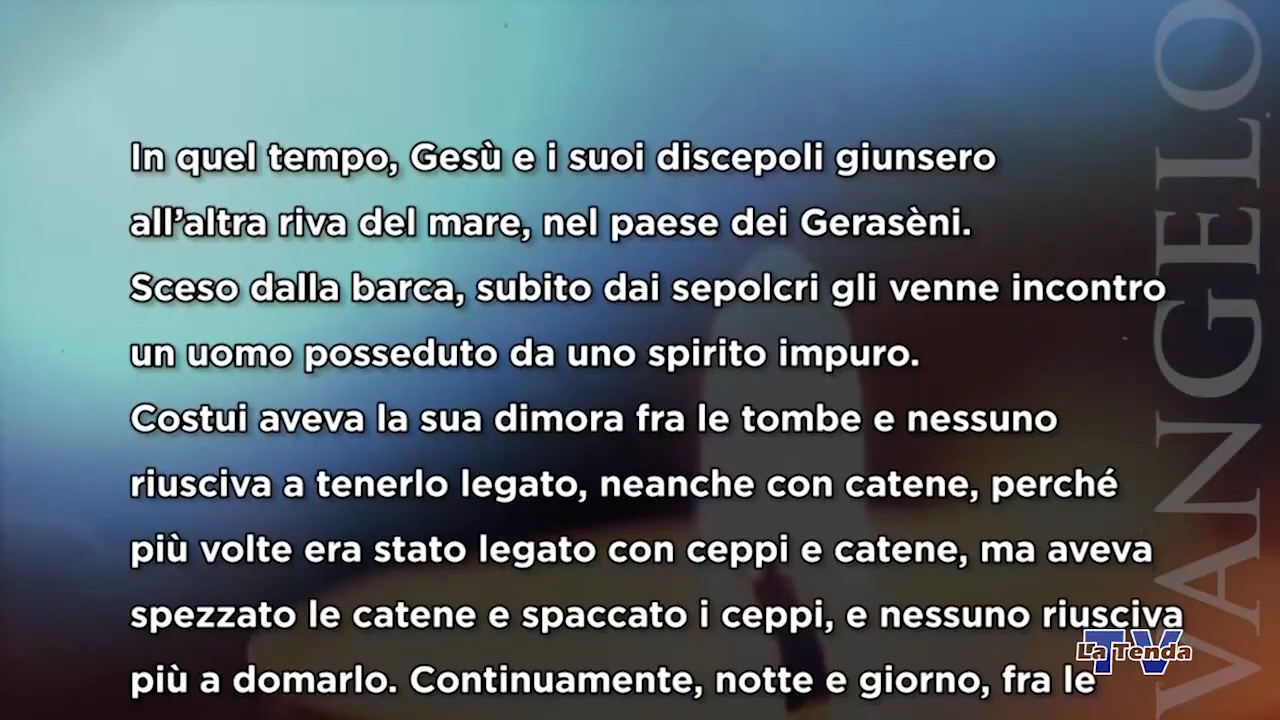 In quel tempo, Gesù e i suoi discepoli giunsero
all’altra riva del mare, nel paese dei Gerasèni.
Sceso dalla barca, subito dai sepolcri gli venne incontro
un uomo posseduto da uno spirito impuro.
Costui aveva la sua dimora fra le tombe e nessuno
riusciva a tenerlo legato, neanche con catene, perché
più volte era stato legato con ceppi e catene, ma aveva
spezzato le catene e spaccato i ceppi, e nessuno riusciva
più a domarlo. Continuamente, notte e giorno, fra le
VANGELO
La Tenda
TV